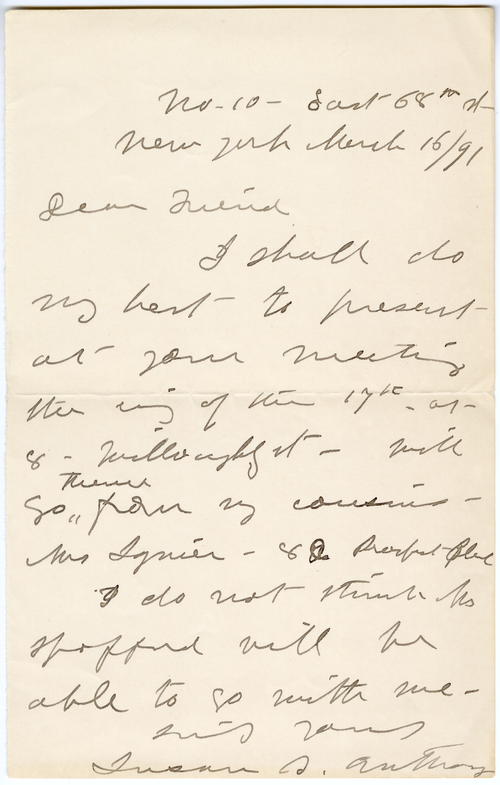 No. 10 - East 68th st-
New York March 16/91
Dear Friend
I shall do
my best - to present -
at your meeting
the evg of the 17th - at -
8 - Willoughby st - will
there
go " from my cousins -
Mrs - 8 Prospect Place
I do not think Mrs
Spofford will be
able to go with me -
yours
Susan B. Anthony